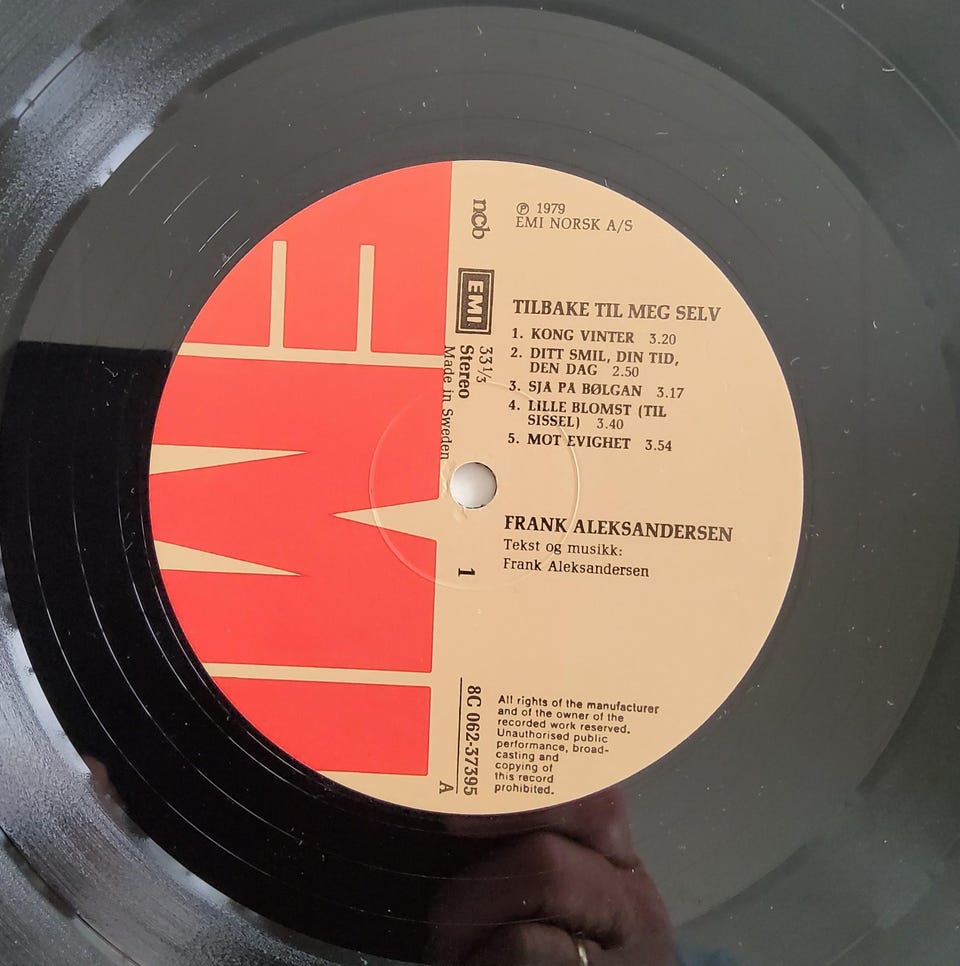 ncb
℗ 1979
EMI NORSK A/S
EMI
33⅓
Stereo
Made in Sweden
TILBAKE TIL MEG SELV
1. KONG VINTER 3.20
2. DITT SMIL, DIN TID,
DEN DAG 2.50
3. SJA PA BØLGAN 3.17
4. LILLE BLOMST (TIL
SISSEL) 3.40
5. MOT EVIGHET 3.54
FRANK ALEKSANDERSEN
Tekst og musikk:
Frank Aleksandersen
1
8C 062-37395
A
All rights of the manufacturer
and of the owner of the
recorded work reserved.
Unauthorised public
performance, broad-
casting and
copying of
this record
prohibited.
EMI